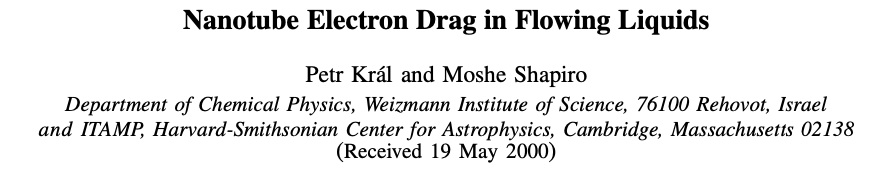 Nanotube Electron Drag in Flowing Liquids
Petr Král and Moshe Shapiro
Department of Chemical Physics, Weizmann Institute of Science, 76100 Rehovot, Israel
and ITAMP, Harvard-Smithsonian Center for Astrophysics, Cambridge, Massachusetts 02138
(Received 19 May 2000)